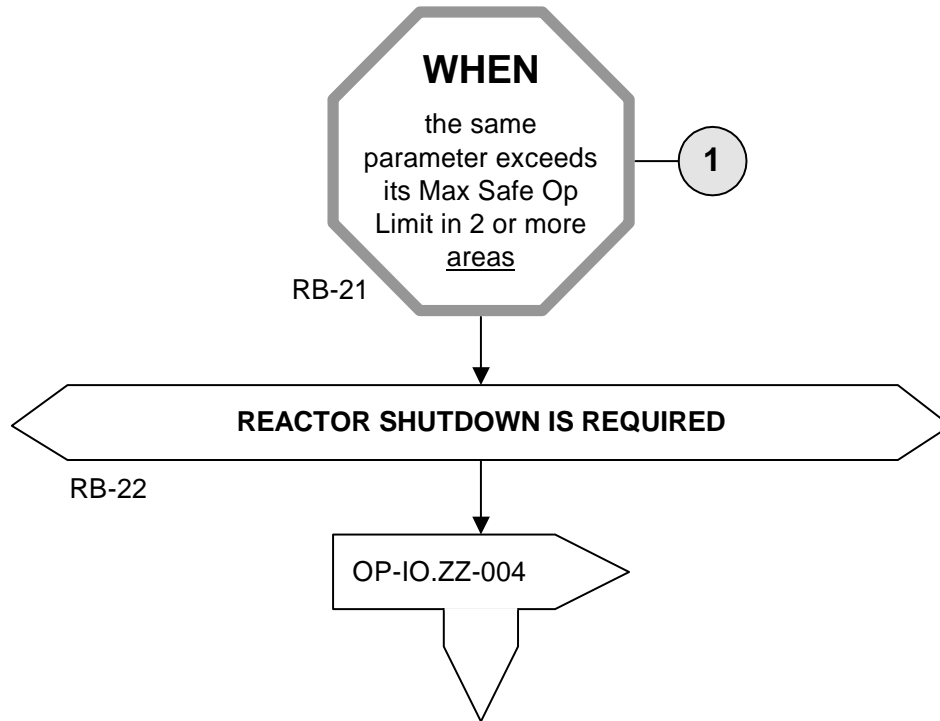 WHEN
the same
parameter exceeds
its Max Safe Op
Limit in 2 or more
areas
1
RB-21
REACTOR SHUTDOWN IS REQUIRED
RB-22
OP-IO.ZZ-004